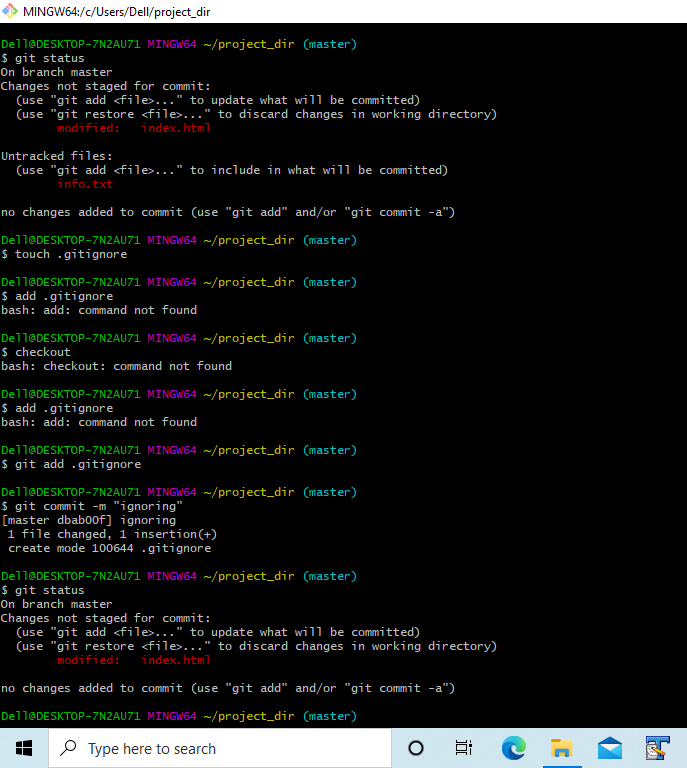 MINGW64:/c/Users/Dell/project_dir
Dell@DESKTOP-7N2AU71 MINGW64 ~/project_dir (master)
$ git status
On branch master
Changes not staged for commit:
  (use "git add <file>..." to update what will be committed)
  (use "git restore <file>..." to discard changes in working directory)
        modified:   index.html
Untracked files:
  (use "git add <file>..." to include in what will be committed)
        info.txt
no changes added to commit (use "git add" and/or "git commit -a")
Dell@DESKTOP-7N2AU71 MINGW64 ~/project_dir (master)
$ touch .gitignore
Dell@DESKTOP-7N2AU71 MINGW64 ~/project_dir (master)
$ add .gitignore
bash: add: command not found
Dell@DESKTOP-7N2AU71 MINGW64 ~/project_dir (master)
$ checkout
bash: checkout: command not found
Dell@DESKTOP-7N2AU71 MINGW64 ~/project_dir (master)
$ add .gitignore
bash: add: command not found
Dell@DESKTOP-7N2AU71 MINGW64 ~/project_dir (master)
$ git add .gitignore
Dell@DESKTOP-7N2AU71 MINGW64 ~/project_dir (master)
$ git commit -m "ignoring"
[master dbab00f] ignoring
 1 file changed, 1 insertion(+)
 create mode 100644 .gitignore
Dell@DESKTOP-7N2AU71 MINGW64 ~/project_dir (master)
$ git status
On branch master
Changes not staged for commit:
  (use "git add <file>..." to update what will be committed)
  (use "git restore <file>..." to discard changes in working directory)
        modified:   index.html
no changes added to commit (use "git add" and/or "git commit -a")
Dell@DESKTOP-7N2AU71 MINGW64 ~/project_dir (master)
Type here to search